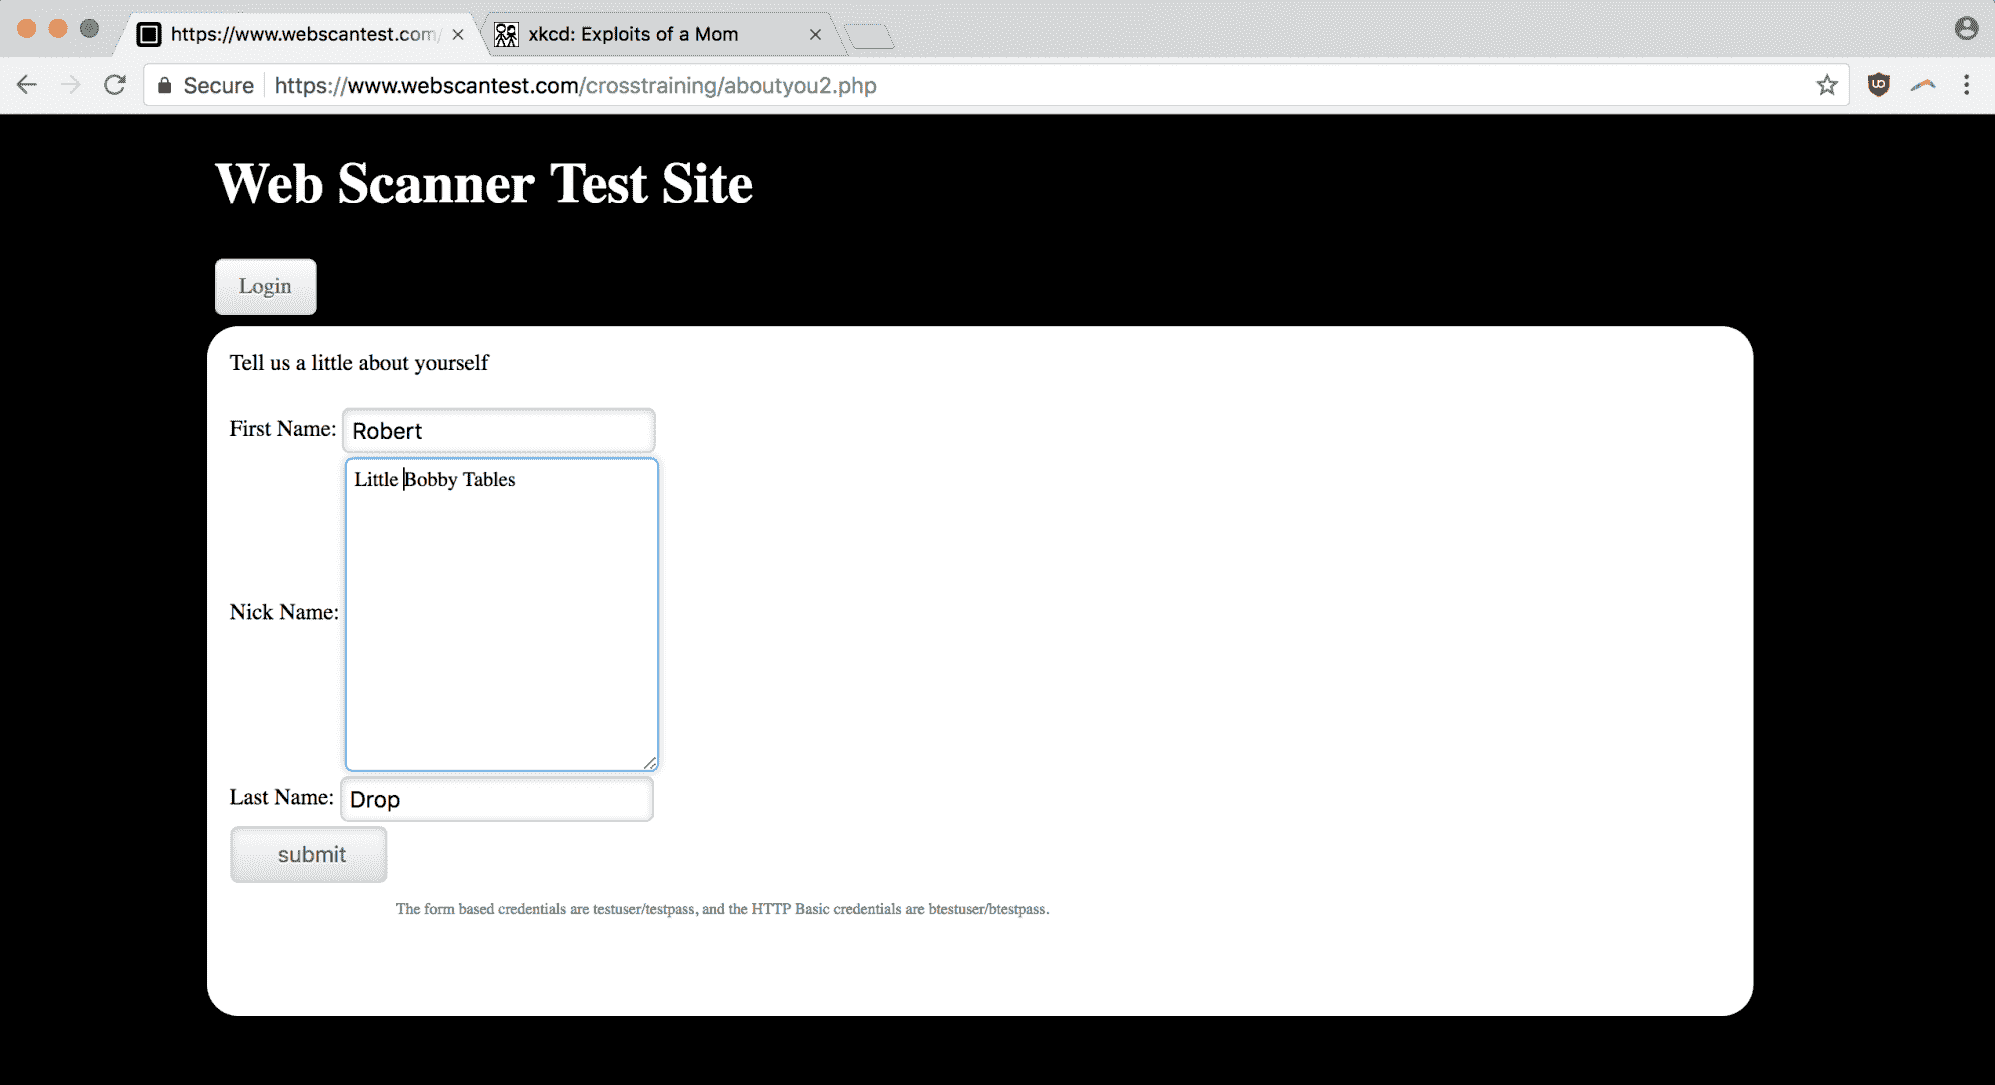 https://www.webscantest.com/
xkcd: Exploits of a Mom
Secure
https://www.webscantest.com/crosstraining/aboutyou2.php
Web Scanner Test Site
Login
Tell us a little about yourself
First Name: Robert
Nick Name: Little Bobby Tables
Last Name: Drop
submit
The form based credentials are testuser/testpass, and the HTTP Basic credentials are btestuser/btestpass.